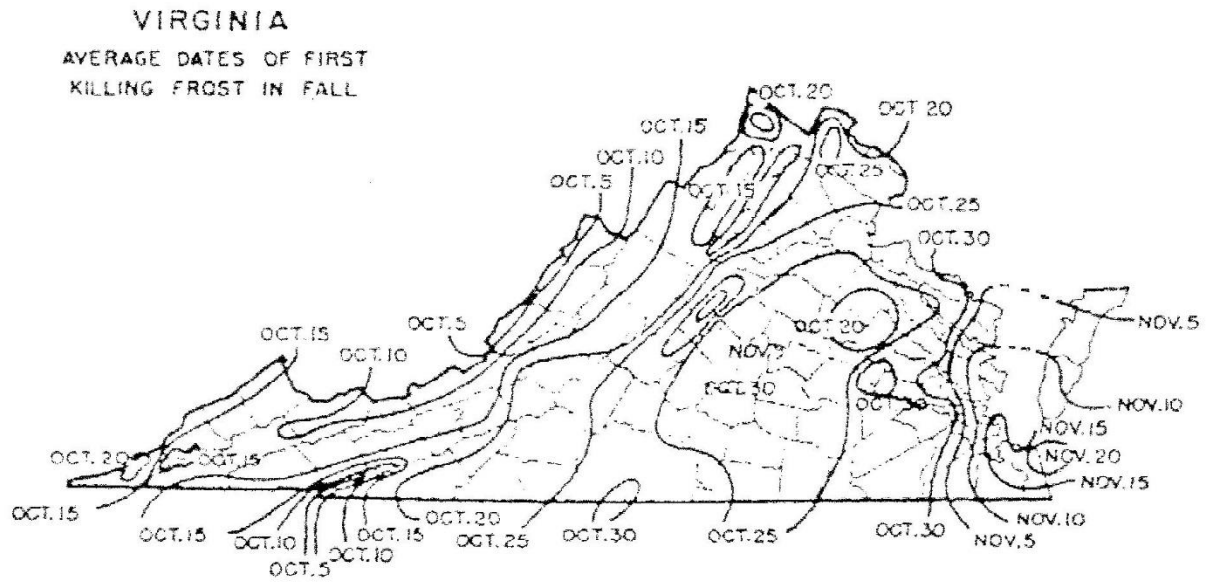 VIRGINIA
AVERAGE DATES OF FIRST
KILLING FROST IN FALL
OCT. 20
OCT. 20
OCT.15
OCT.10
OCT.5
OCT.25
OCT.15
OCT.25
OCT.30
NOV.5
OCT.5
OCT.15
OCT.10
OCT.20
OCT.30
NOV.10
NOV.15
NOV.20
NOV.15
OCT.20
OCT.15
OCT.15
OCT.15
OCT.10
OCT.5
OCT.10
OCT.15
OCT.20
OCT.25
OCT.30
OCT.25
OCT.30
NOV.5
NOV.10